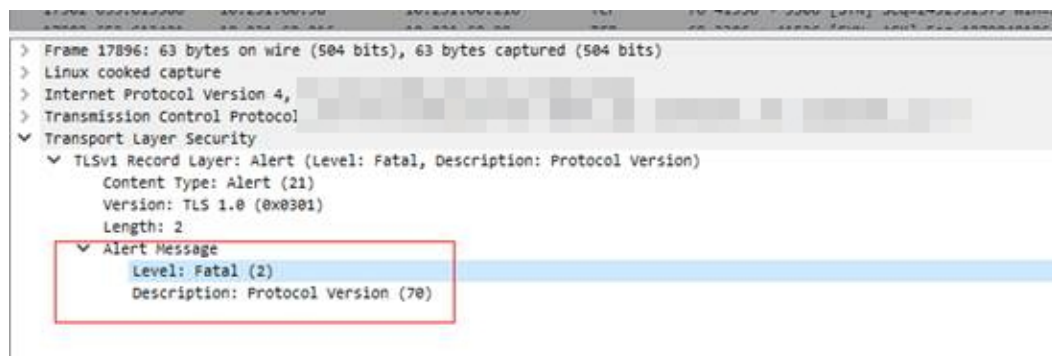 > Frame 17896: 63 bytes on wire (504 bits), 63 bytes captured (504 bits)
> Linux cooked capture
> Internet Protocol Version 4,
> Transmission Control Protocol
Transport Layer Security
TLSv1 Record Layer: Alert (Level: Fatal, Description: Protocol Version)
Content Type: Alert (21)
Version: TLS 1.0 (0x0301)
Length: 2
Alert Message
Level: Fatal (2)
Description: Protocol Version (70)